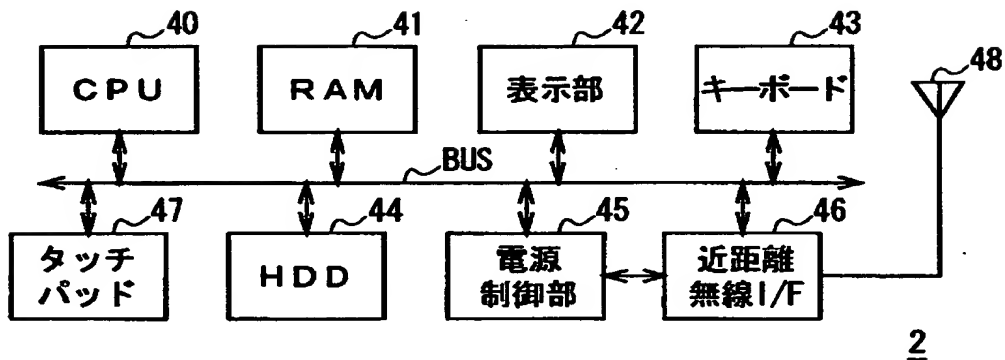 40
41
42
43
48
CPU
RAM
表示部
キーボード
BUS
47
44
45
46
タッチ
パッド
HDD
電源
制御部
近距離
無線I/F
2